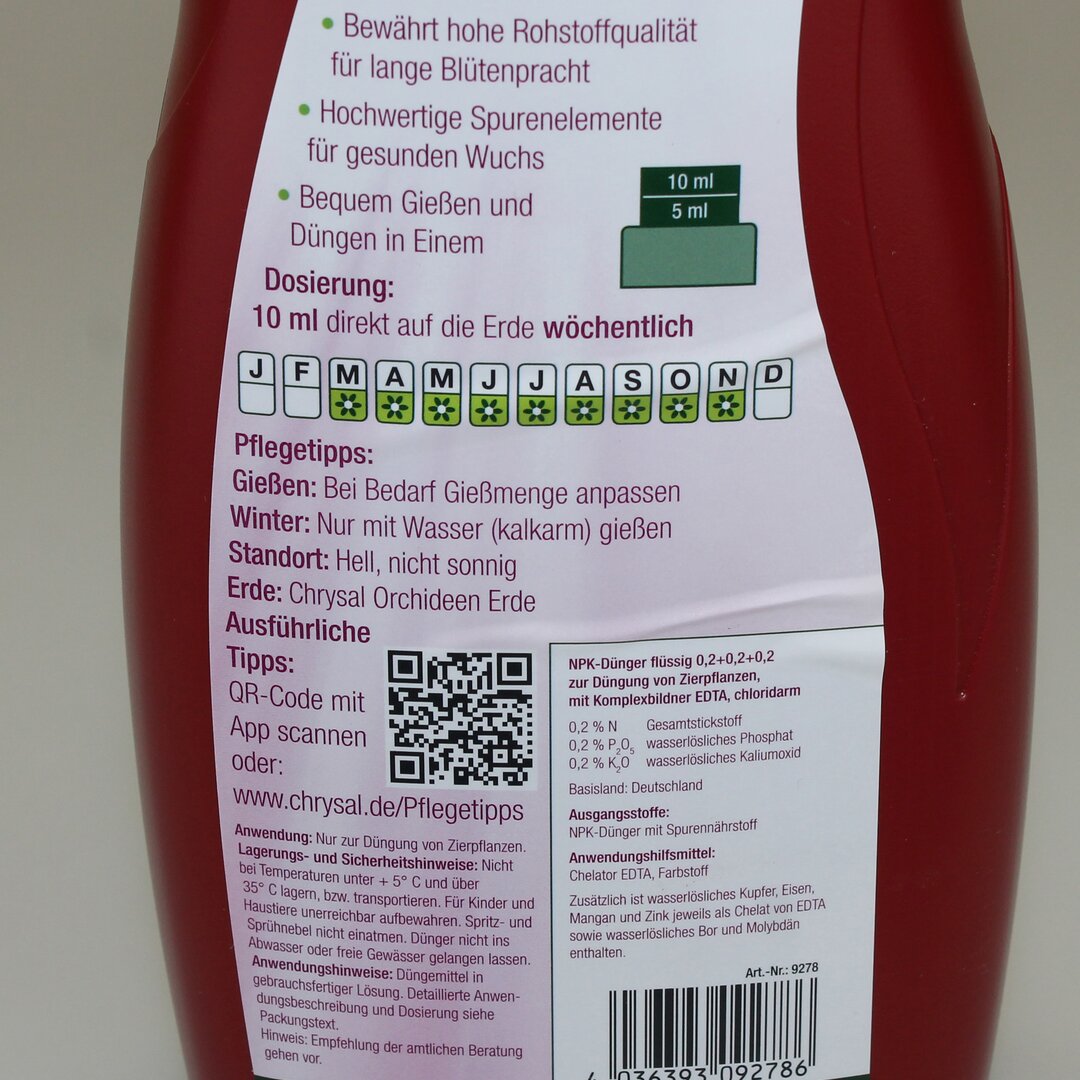 • Bewährt hohe Rohstoffqualität
für lange Blütenpracht
• Hochwertige Spurenelemente
für gesunden Wuchs
• Bequem Gießen und
Düngen in Einem
10 ml
5 ml
Dosierung:
10 ml direkt auf die Erde wöchentlich
J F M A M J J A S O N D
Pflegetipps:
Gießen: Bei Bedarf Gießmenge anpassen
Winter: Nur mit Wasser (kalkarm) gießen
Standort: Hell, nicht sonnig
Erde: Chrysal Orchideen Erde
Ausführliche
Tipps:
QR-Code mit
App scannen
oder:
www.chrysal.de/Pflegetipps
Anwendung: Nur zur Düngung von Zierpflanzen.
Lagerungs- und Sicherheitshinweise: Nicht
bei Temperaturen unter + 5° C und über
35° C lagern, bzw. transportieren. Für Kinder und
Haustiere unerreichbar aufbewahren. Spritz- und
Sprühnebel nicht einatmen. Dünger nicht ins
Abwasser oder freie Gewässer gelangen lassen.
Anwendungshinweise: Düngemittel in
gebrauchsfertiger Lösung. Detaillierte Anwen-
dungsbeschreibung und Dosierung siehe
Packungstext.
Hinweis: Empfehlung der amtlichen Beratung
gehen vor.
NPK-Dünger flüssig 0,2+0,2+0,2
zur Düngung von Zierpflanzen,
mit Komplexbildner EDTA, chloridarm
0,2 % N Gesamtstickstoff
0,2 % P₂O₅ wasserlösliches Phosphat
0,2 % K₂O wasserlösliches Kaliumoxid
Basisland: Deutschland
Ausgangsstoffe:
NPK-Dünger mit Spurennährstoff
Anwendungshilfsmittel:
Chelator EDTA, Farbstoff
Zusätzlich ist wasserlösliches Kupfer, Eisen,
Mangan und Zink jeweils als Chelat von EDTA
sowie wasserlösliches Bor und Molybdän
enthalten.
Art.-Nr.: 9278
4 036393 092786